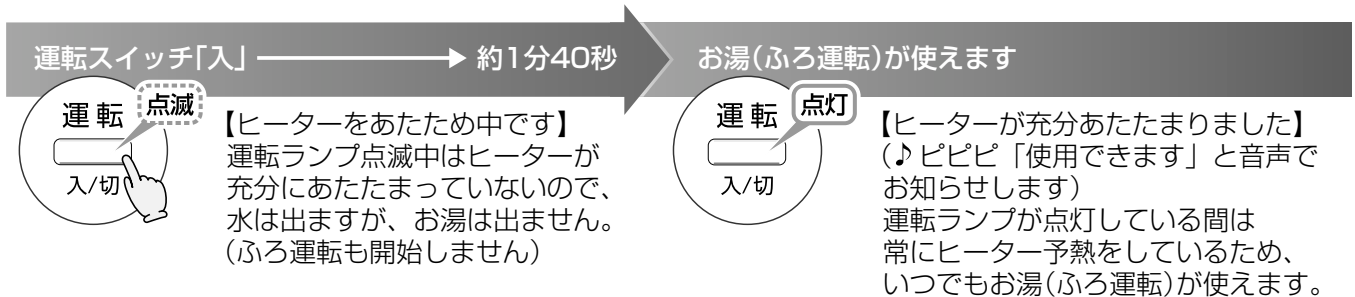 運転スイッチ「入」 約1分40秒
お湯(ふろ運転)が使えます
運転 点滅
入/切
【ヒーターをあたため中です】
運転ランプ点滅中はヒーターが
充分にあたたまっていないので、
水は出ますが、お湯は出ません。
(ふろ運転も開始しません)
運転 点灯
入/切
【ヒーターが充分あたたまりました】
(♪ピピピ「使用できます」と音声で
お知らせします)
運転ランプが点灯している間は
常にヒーター予熱をしているため、
いつでもお湯(ふろ運転)が使えます。